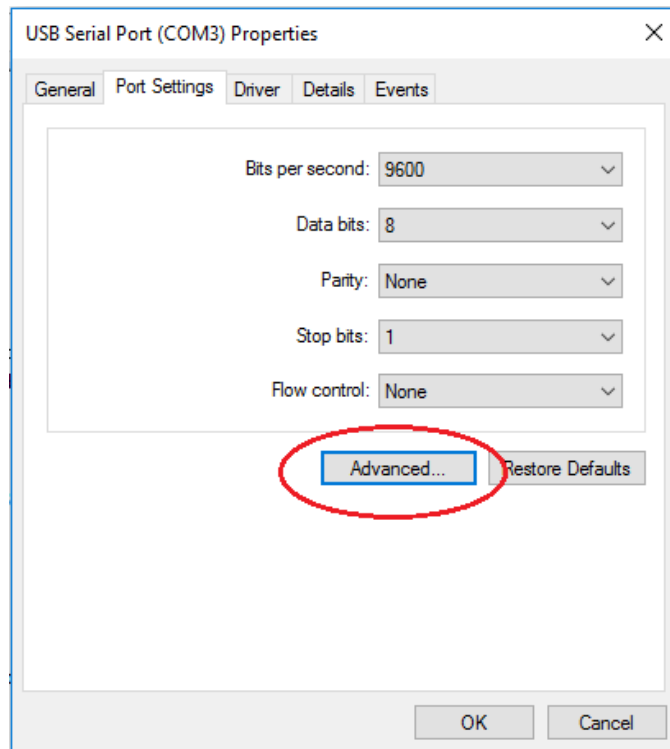 USB Serial Port (COM3) Properties
General Port Settings Driver Details Events
Bits per second: 9600
Data bits: 8
Parity: None
Stop bits: 1
Flow control: None
Advanced... Restore Defaults
OK Cancel